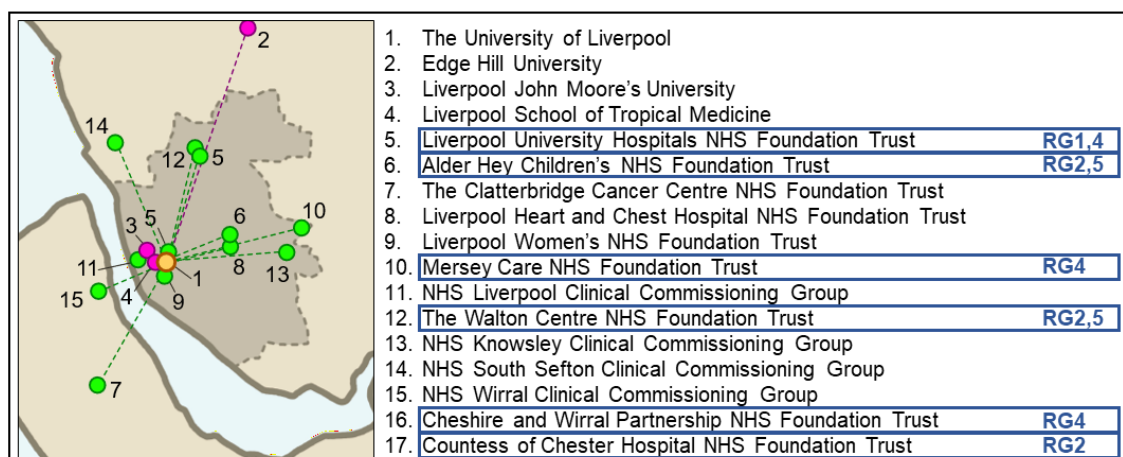 2
14
12
5
3
5
6
10
11
8
13
15
4
9
1
7
1. The University of Liverpool
2. Edge Hill University
3. Liverpool John Moore’s University
4. Liverpool School of Tropical Medicine
5. Liverpool University Hospitals NHS Foundation Trust RG1,4
6. Alder Hey Children’s NHS Foundation Trust RG2,5
7. The Clatterbridge Cancer Centre NHS Foundation Trust
8. Liverpool Heart and Chest Hospital NHS Foundation Trust
9. Liverpool Women’s NHS Foundation Trust
10. Mersey Care NHS Foundation Trust RG4
11. NHS Liverpool Clinical Commissioning Group
12. The Walton Centre NHS Foundation Trust RG2,5
13. NHS Knowsley Clinical Commissioning Group
14. NHS South Sefton Clinical Commissioning Group
15. NHS Wirral Clinical Commissioning Group
16. Cheshire and Wirral Partnership NHS Foundation Trust RG4
17. Countess of Chester Hospital NHS Foundation Trust RG2